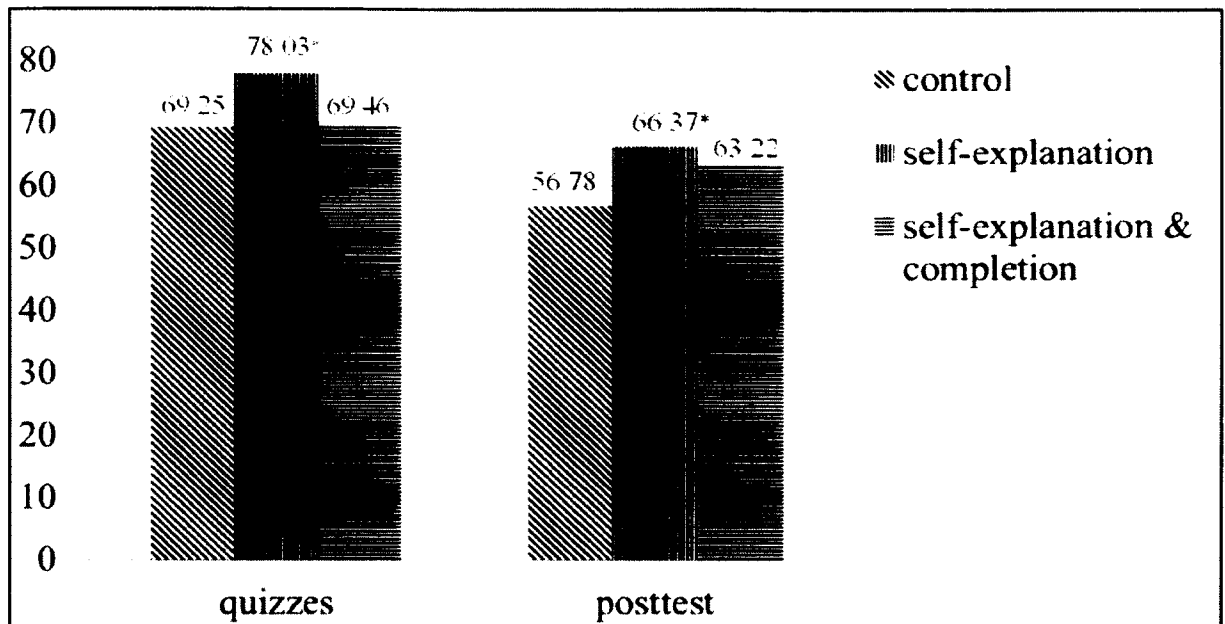 80
70
60
50
40
30
20
10
0
69.25
78.03*
69.46
56.78
66.37*
63.22
quizzes
posttest
control
self-explanation
self-explanation &
completion